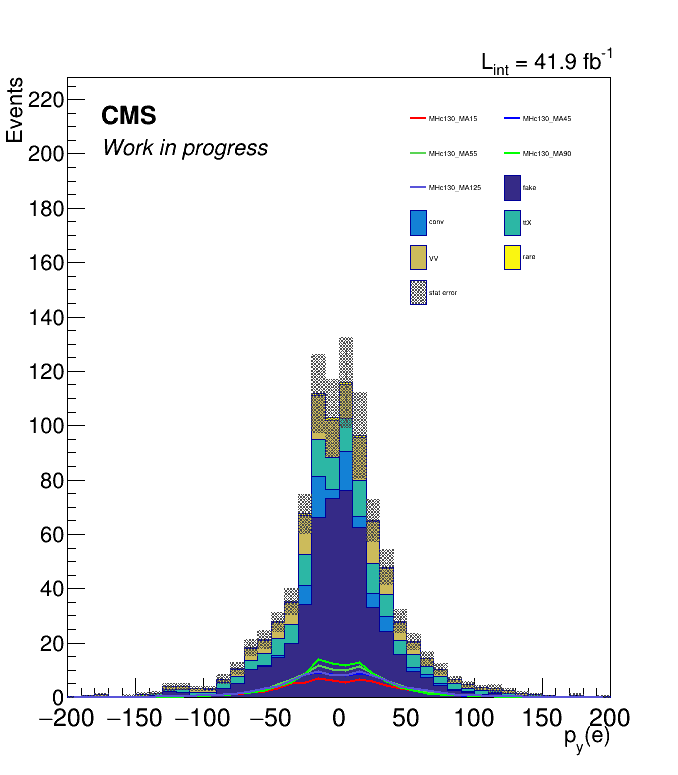 L_int = 41.9 fb^-1
Events
CMS
Work in progress
MHc130_MA15
MHc130_MA45
MHc130_MA55
MHc130_MA90
MHc130_MA125
fake
conv
ttX
VV
rare
stat error
220
200
180
160
140
120
100
80
60
40
20
0
−200 −150 −100 −50 0 50 100 150 200
p_y(e)